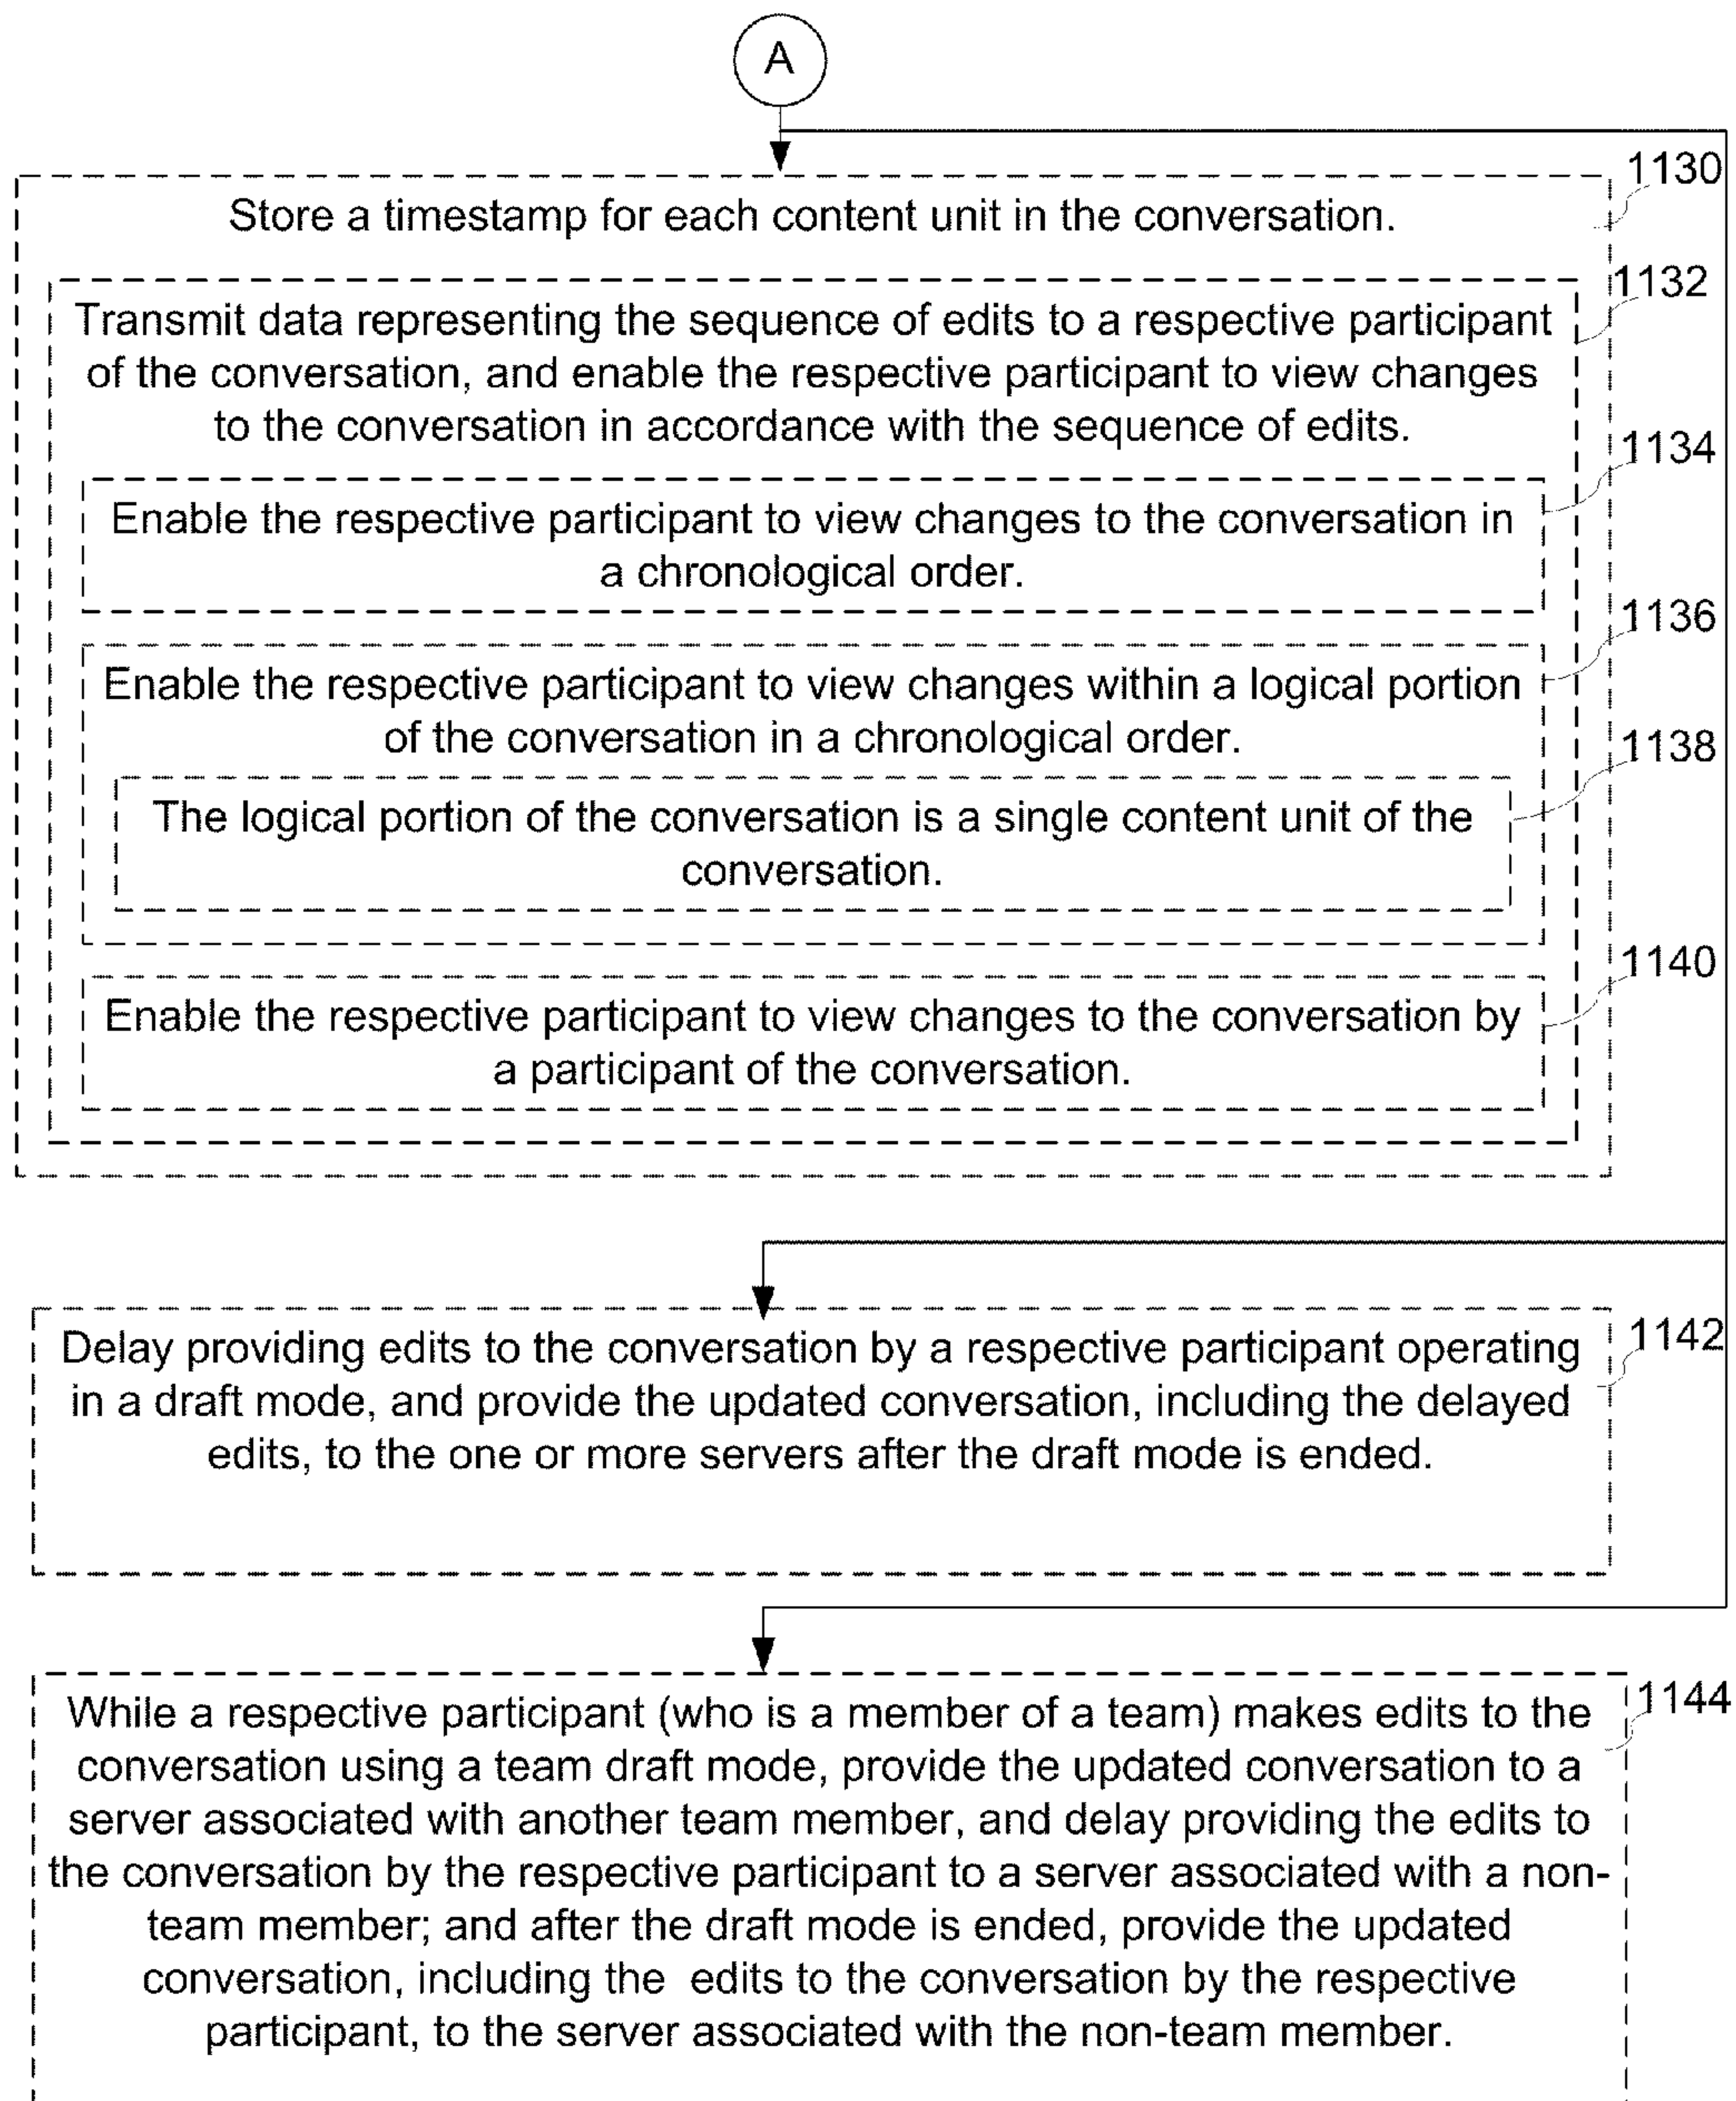 A
1130
Store a timestamp for each content unit in the conversation.
1132
Transmit data representing the sequence of edits to a respective participant
of the conversation, and enable the respective participant to view changes
to the conversation in accordance with the sequence of edits.
1134
Enable the respective participant to view changes to the conversation in
a chronological order.
1136
Enable the respective participant to view changes within a logical portion
of the conversation in a chronological order.
1138
The logical portion of the conversation is a single content unit of the
conversation.
1140
Enable the respective participant to view changes to the conversation by
a participant of the conversation.
1142
Delay providing edits to the conversation by a respective participant operating
in a draft mode, and provide the updated conversation, including the delayed
edits, to the one or more servers after the draft mode is ended.
1144
While a respective participant (who is a member of a team) makes edits to the
conversation using a team draft mode, provide the updated conversation to a
server associated with another team member, and delay providing the edits to
the conversation by the respective participant to a server associated with a non-
team member; and after the draft mode is ended, provide the updated
conversation, including the edits to the conversation by the respective
participant, to the server associated with the non-team member.